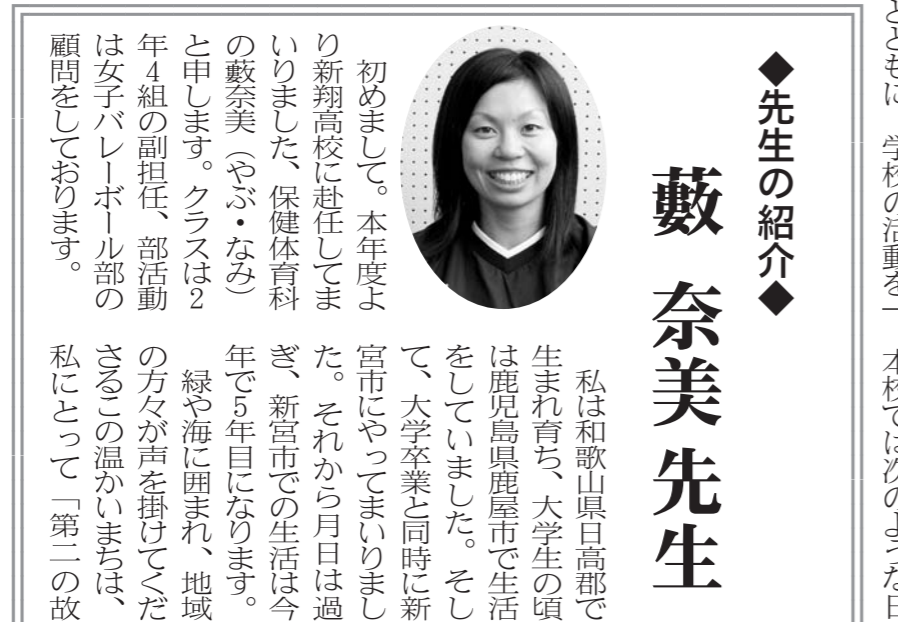 とともに、学校の活動を一
本校では次のような日
◆先生の紹介◆
藪 奈美 先生
初めまして。本年度よ
り新翔高校に赴任してま
いりました、保健体育科
の藪奈美（やぶ・なみ）
と申します。クラスは2
年4組の副担任、部活動
は女子バレーボール部の
顧問をしております。
私は和歌山県日高郡で
生まれ育ち、大学生の頃
は鹿児島県鹿屋市で生活
をしていました。そし
て、大学卒業と同時に新
宮市にやってまいりまし
た。それから月日は過
ぎ、新宮市での生活は今
年で5年目になります。
緑や海に囲まれ、地域
の方々が声を掛けてくだ
さるこの温かいまちは、
私にとって「第二の故